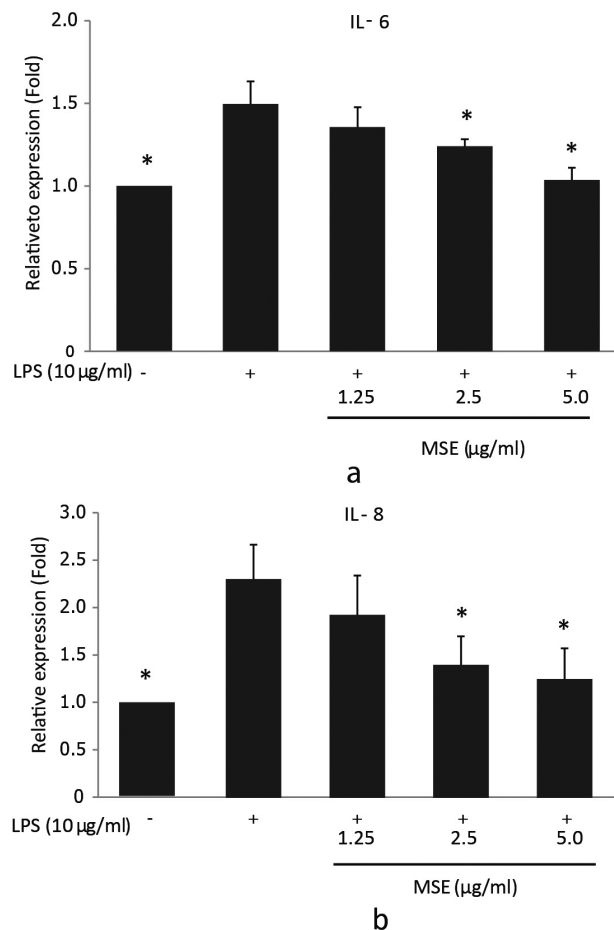 IL- 6
Relativeto expression (Fold)
2.0
1.5
1.0
0.5
0
*
*
*
LPS (10 µg/ml) - + + + +
1.25 2.5 5.0
MSE (µg/ml)
a
IL- 8
Relative expression (Fold)
3.0
2.5
2.0
1.5
1.0
0.5
0
*
*
*
LPS (10 µg/ml) - + + + +
1.25 2.5 5.0
MSE (µg/ml)
b